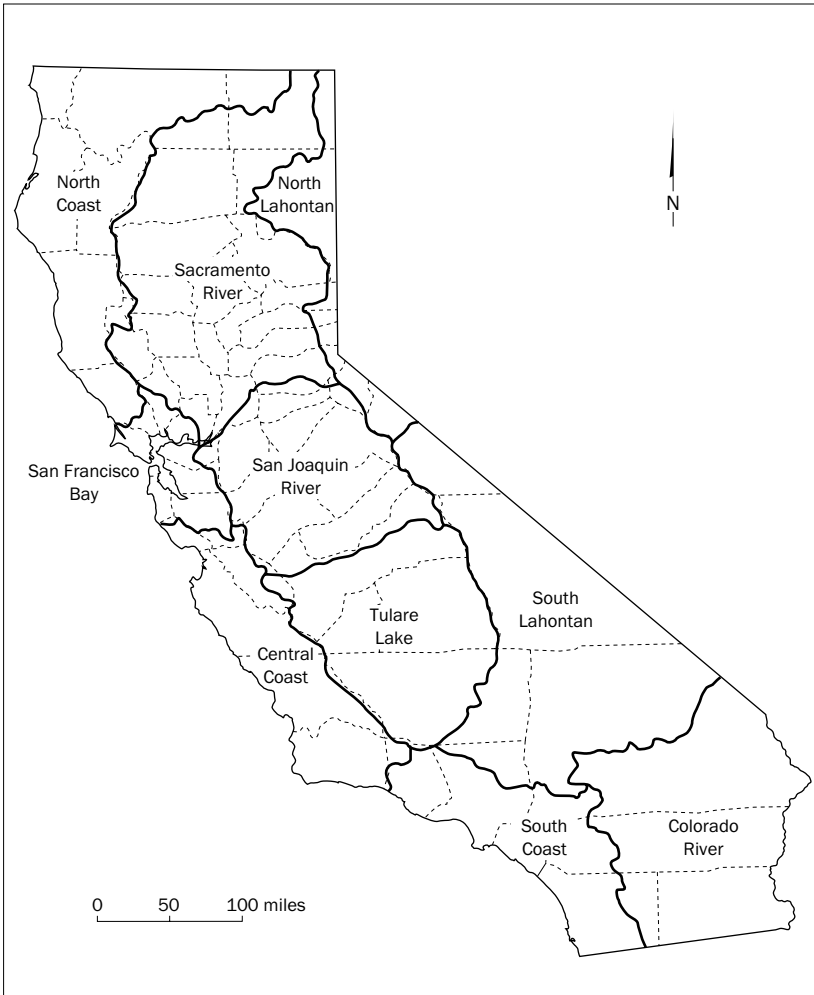 N
North
Coast
North
Lahontan
Sacramento
River
San Francisco
Bay
San Joaquin
River
Tulare
Lake
South
Lahontan
Central
Coast
South
Coast
Colorado
River
0 50 100 miles